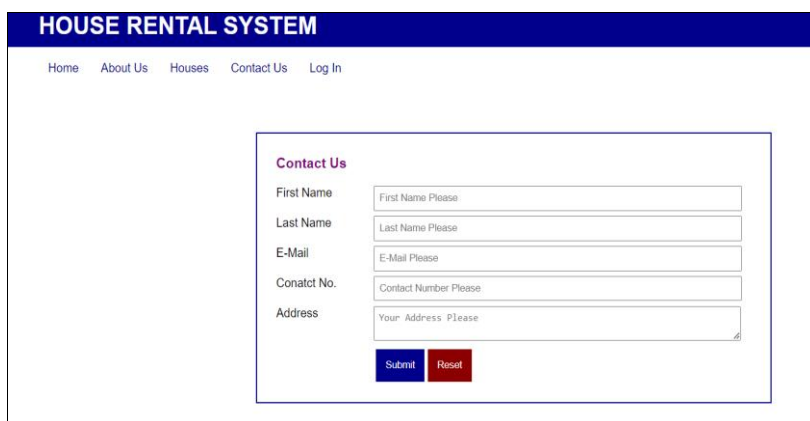 HOUSE RENTAL SYSTEM
Home About Us Houses Contact Us Log In
Contact Us
First Name First Name Please
Last Name Last Name Please
E-Mail E-Mail Please
Conatct No. Contact Number Please
Address Your Address Please
Submit Reset